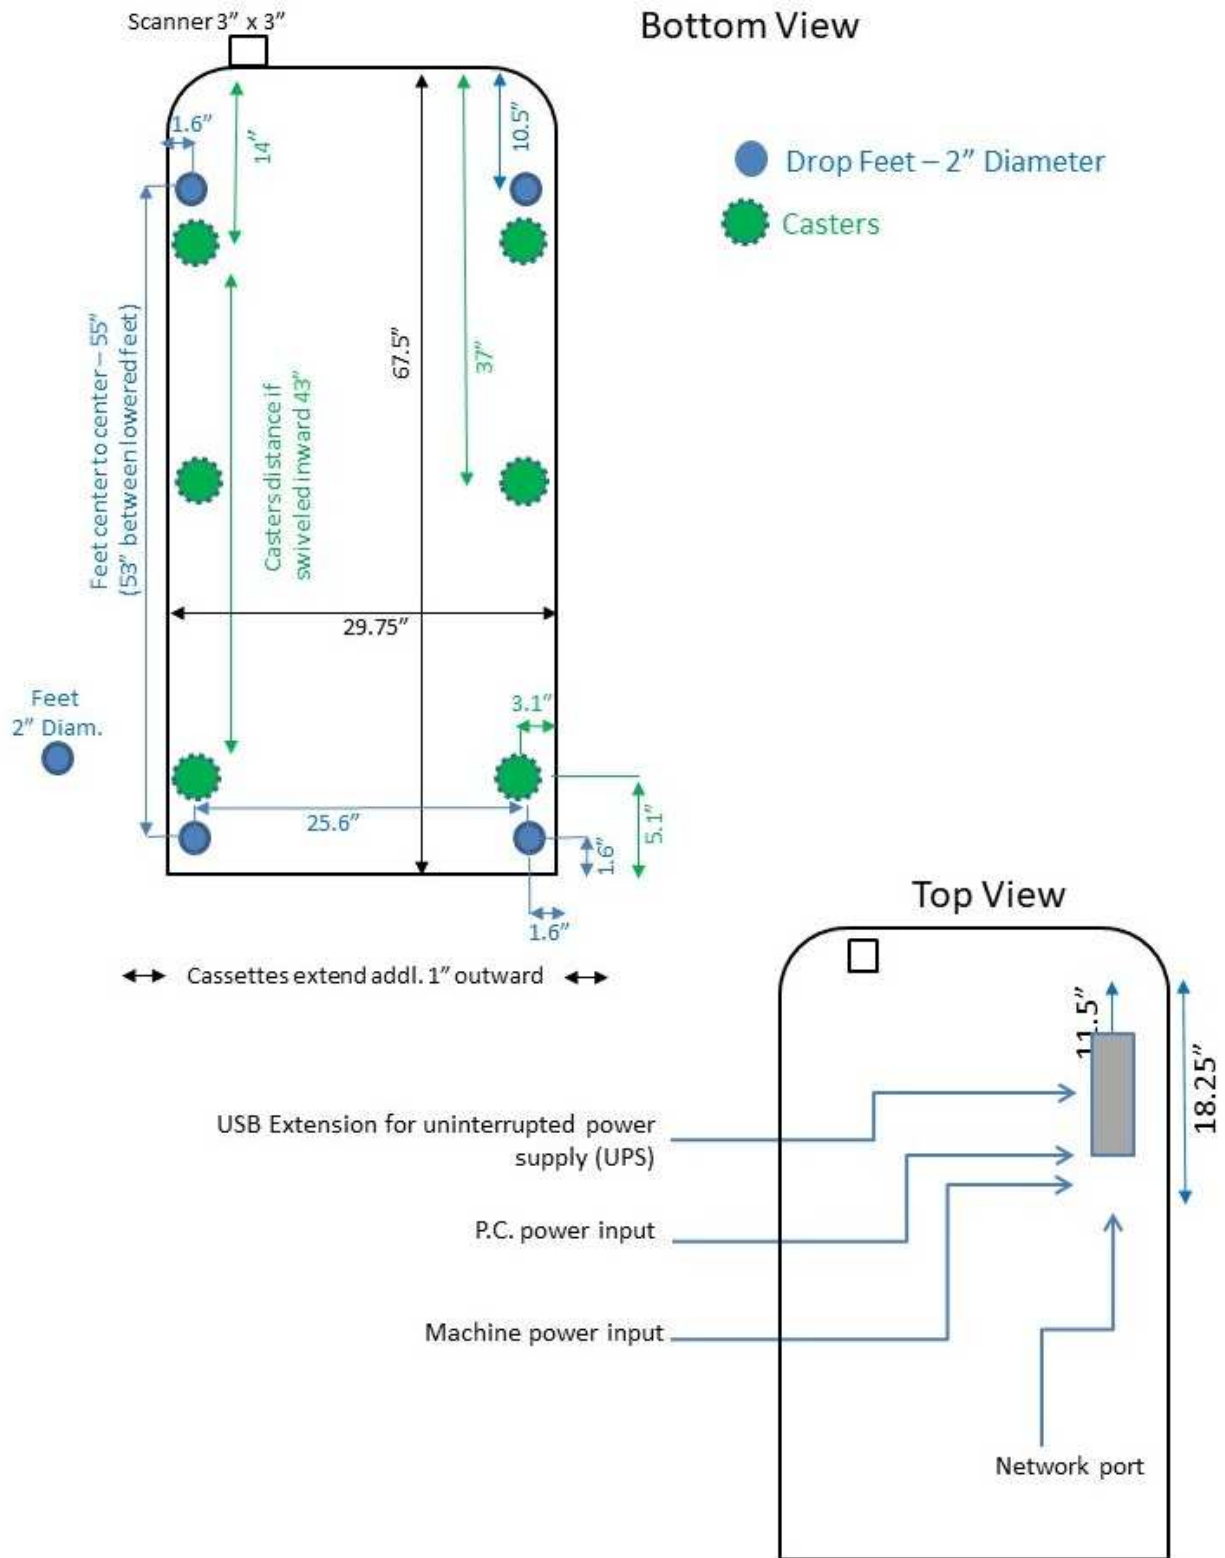 Scanner 3” x 3”
Bottom View
1.6”
14”
10.5”
Drop Feet – 2” Diameter
Casters
Feet center to center – 55”
(53” between lowered feet)
67.5”
37”
Casters distance if
swiveled inward 43”
29.75”
Feet
2” Diam.
3.1”
25.6”
5.1”
1.6”
1.6”
Cassettes extend addl. 1” outward
Top View
11.5”
18.25”
USB Extension for uninterrupted power
supply (UPS)
P.C. power input
Machine power input
Network port